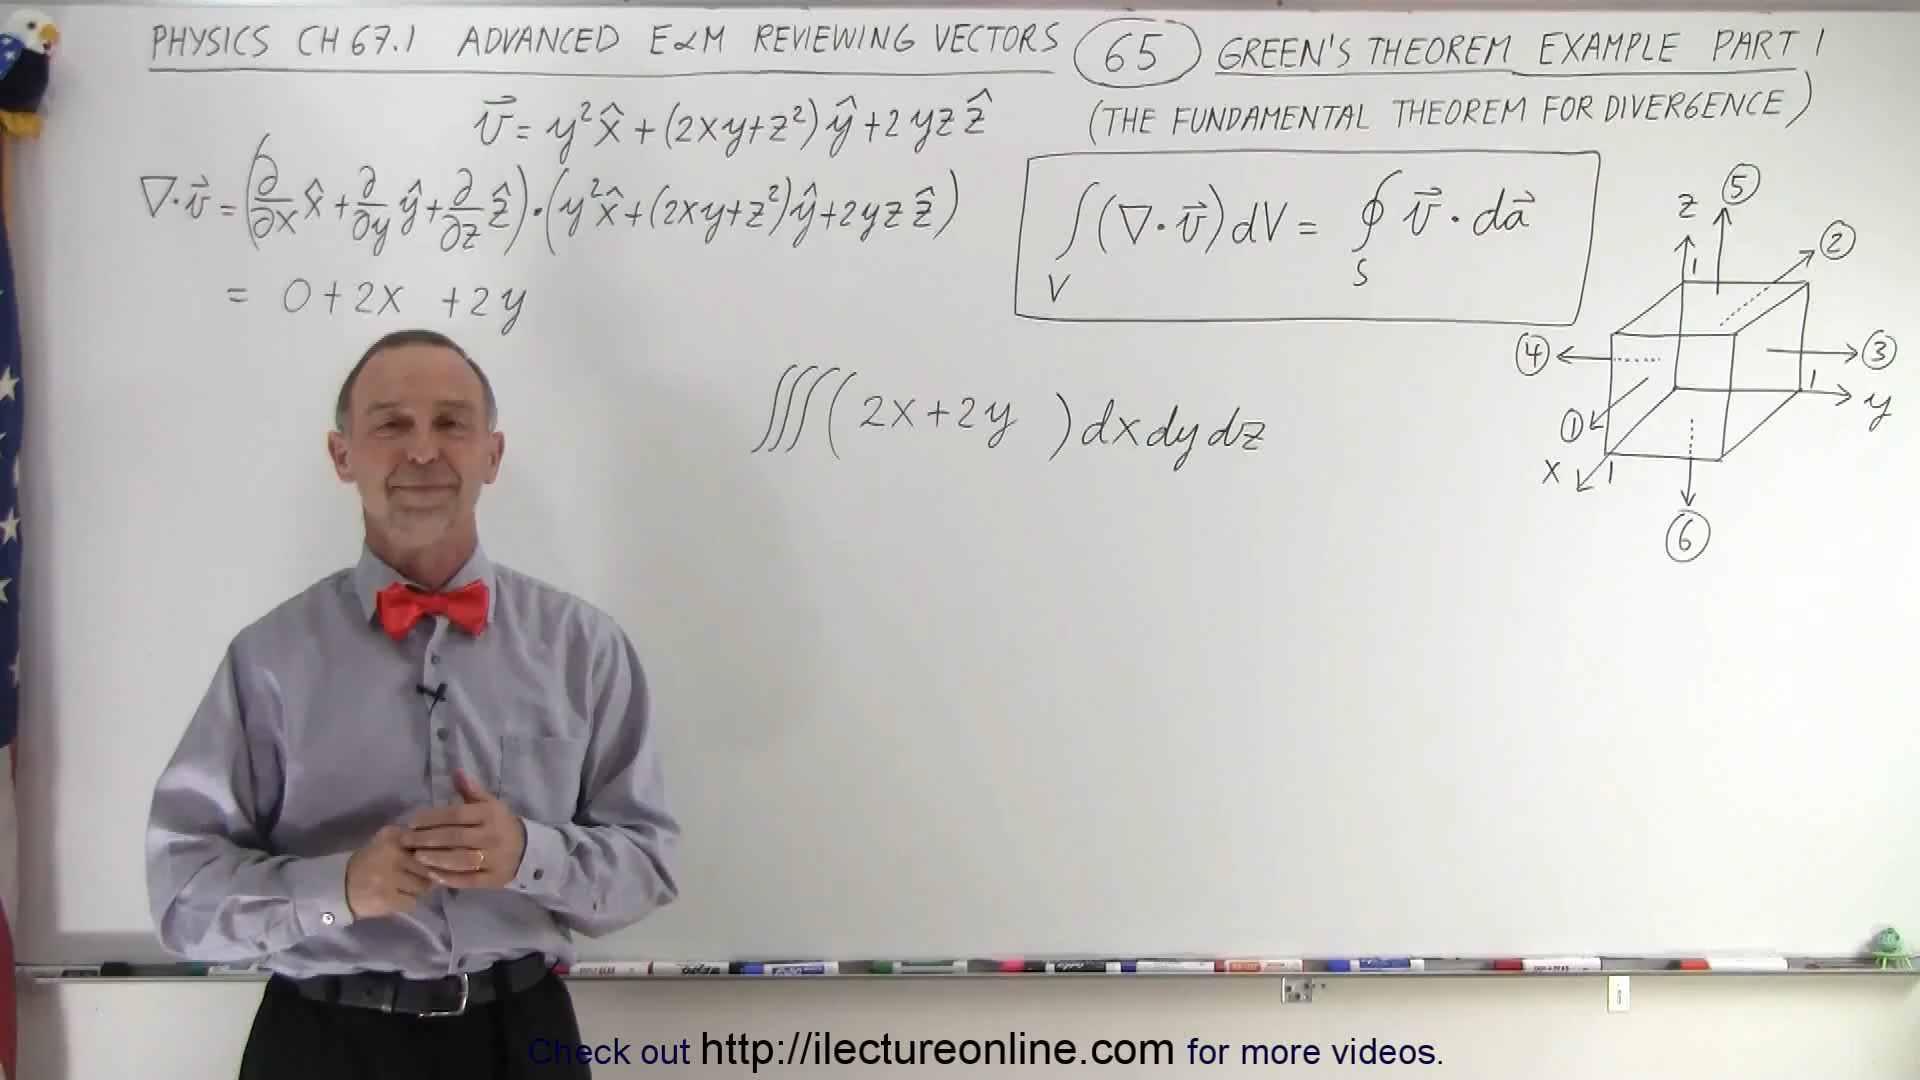 PHYSICS CH 67.1 ADVANCED E&M REVIEWING VECTORS 65 GREEN'S THEOREM EXAMPLE PART 1
(THE FUNDAMENTAL THEOREM FOR DIVERGENCE)
v⃗ = y²x̂ + (2xy+z²)ŷ + 2yzẑ
∇·v⃗ = (∂/∂x x̂ + ∂/∂y ŷ + ∂/∂z ẑ)·(y²x̂ + (2xy+z²)ŷ + 2yzẑ)
= 0 + 2x + 2y
∫(∇·v⃗)dV = ∮v⃗·da⃗
V S
∭(2x+2y)dxdydz
5
z
2
1
4
3
1
y
1
x
1
6
Check out http://ilectureonline.com for more videos.